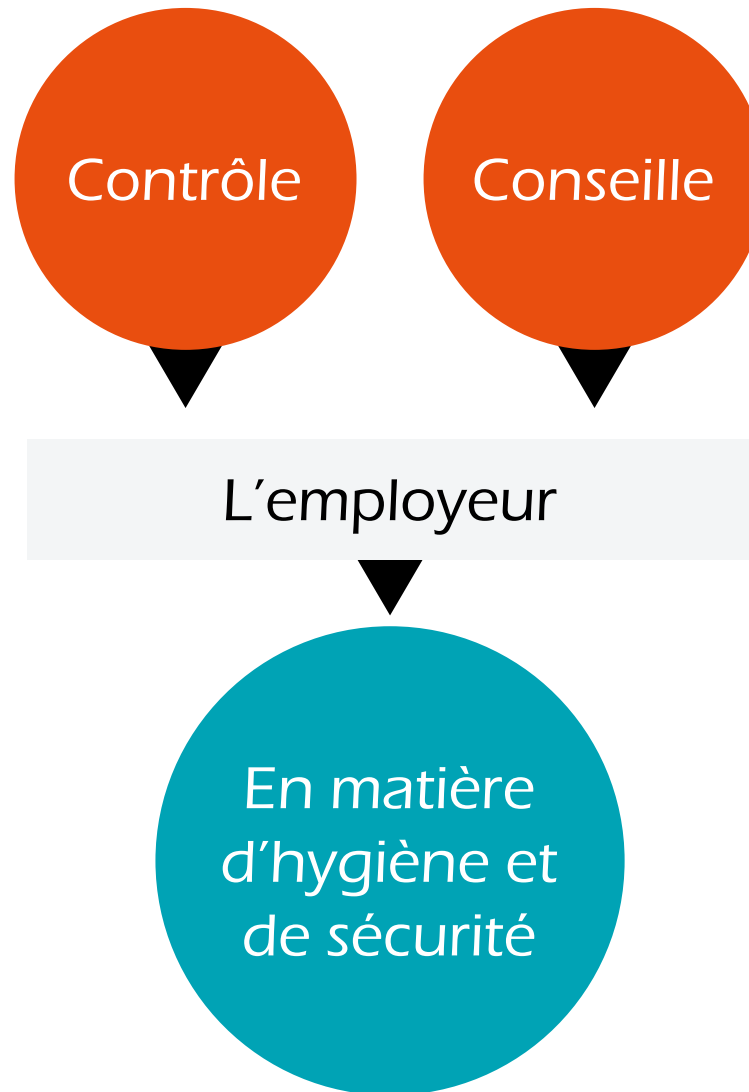 Contrôle
Conseille
L’employeur
En matière
d’hygiène et
de sécurité